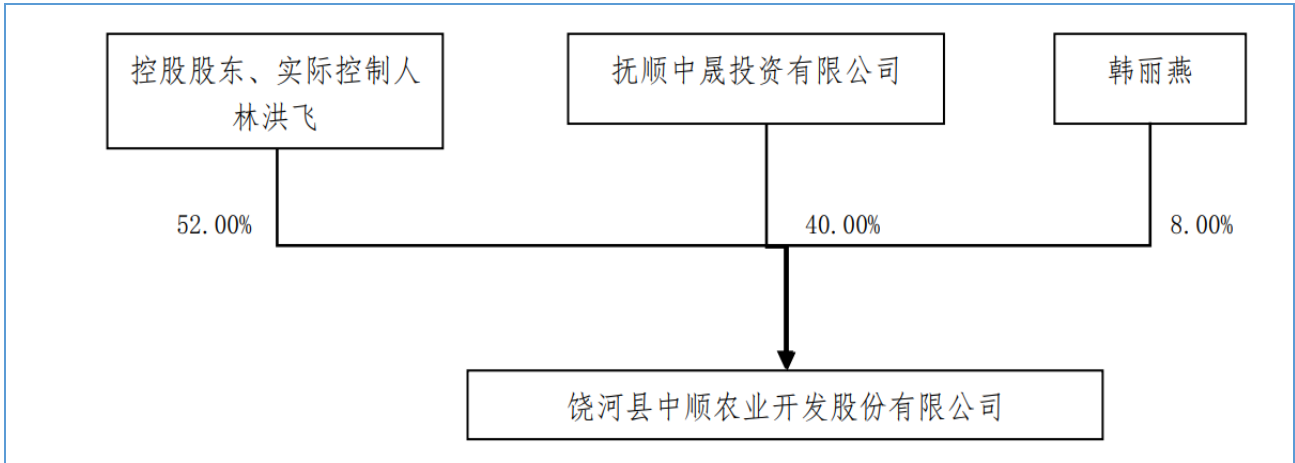 控股股东、实际控制人
林洪飞
抚顺中晟投资有限公司
韩丽燕
52.00%
40.00%
8.00%
饶河县中顺农业开发股份有限公司